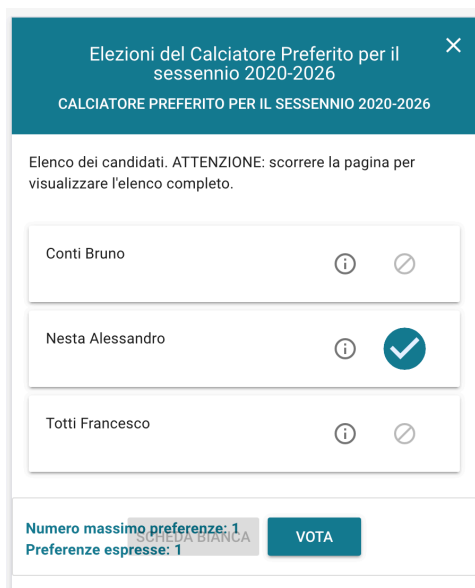 Elezioni del Calciatore Preferito per il
sessennio 2020-2026
CALCIATORE PREFERITO PER IL SESSENNIO 2020-2026
Elenco dei candidati. ATTENZIONE: scorrere la pagina per
visualizzare l'elenco completo.
Conti Bruno
Nesta Alessandro
Totti Francesco
Numero massimo preferenze: 1
Preferenze espresse: 1
SCHEDA BIANCA
VOTA